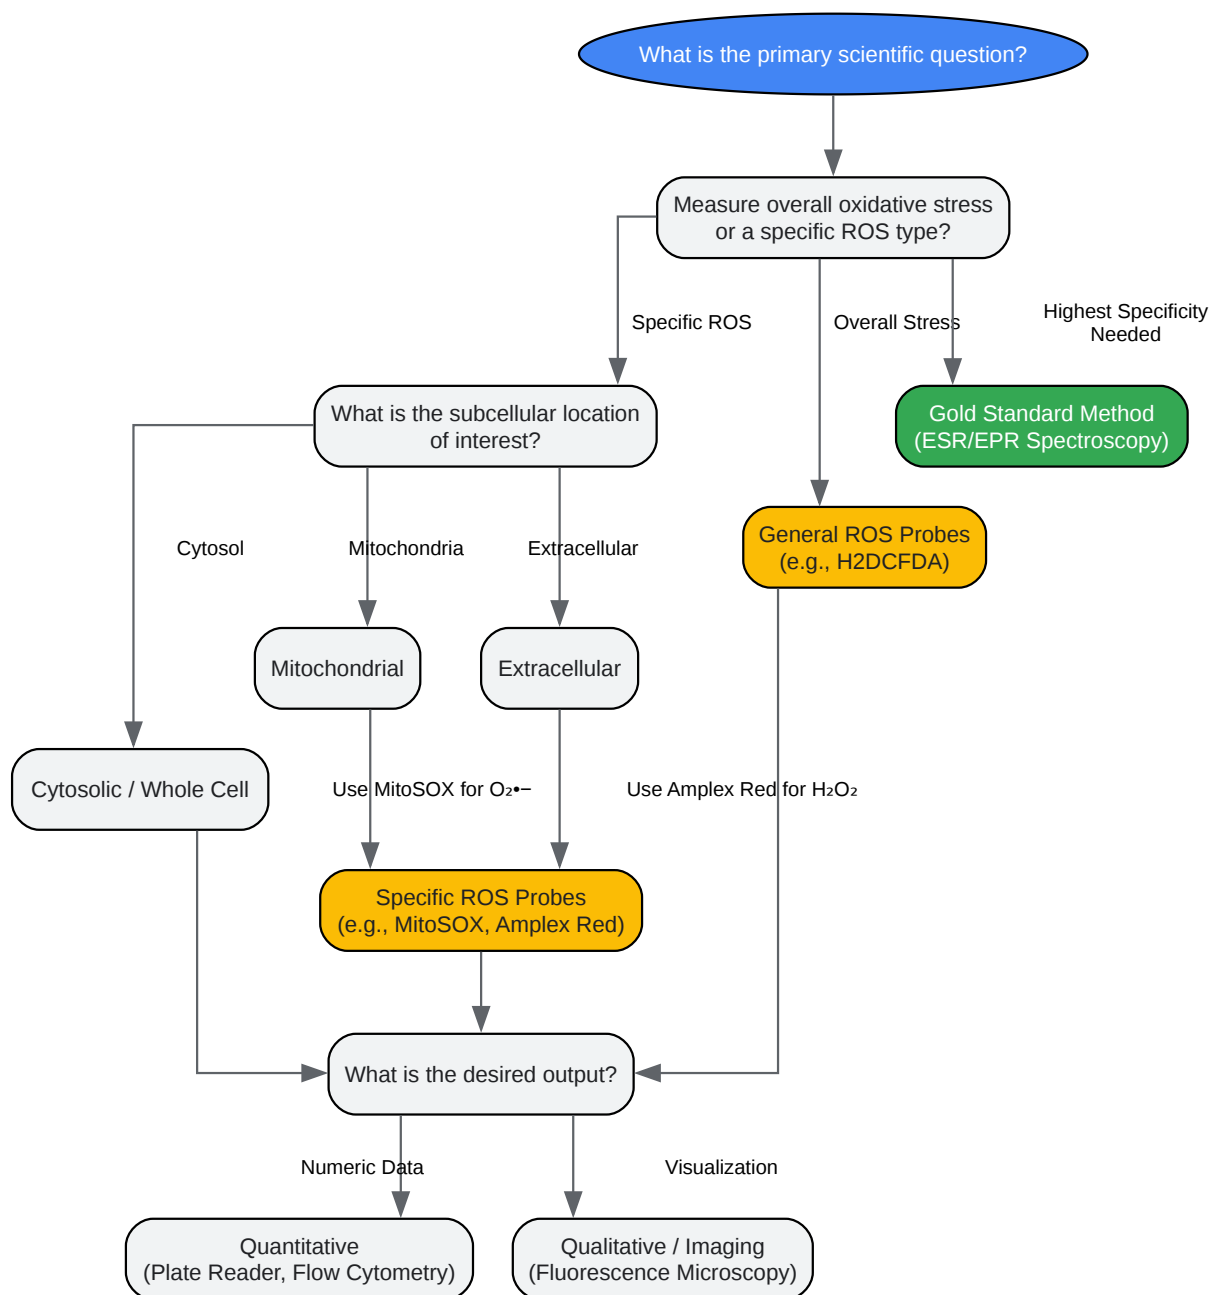 What is the primary scientific question?
Measure overall oxidative stress
or a specific ROS type?
Specific ROS
Overall Stress
Highest Specificity
Needed
What is the subcellular location
of interest?
Gold Standard Method
(ESR/EPR Spectroscopy)
Cytosol
Mitochondria
Extracellular
General ROS Probes
(e.g., H2DCFDA)
Mitochondrial
Extracellular
Cytosolic / Whole Cell
Use MitoSOX for O₂•−
Use Amplex Red for H₂O₂
Specific ROS Probes
(e.g., MitoSOX, Amplex Red)
What is the desired output?
Numeric Data
Visualization
Quantitative
(Plate Reader, Flow Cytometry)
Qualitative / Imaging
(Fluorescence Microscopy)